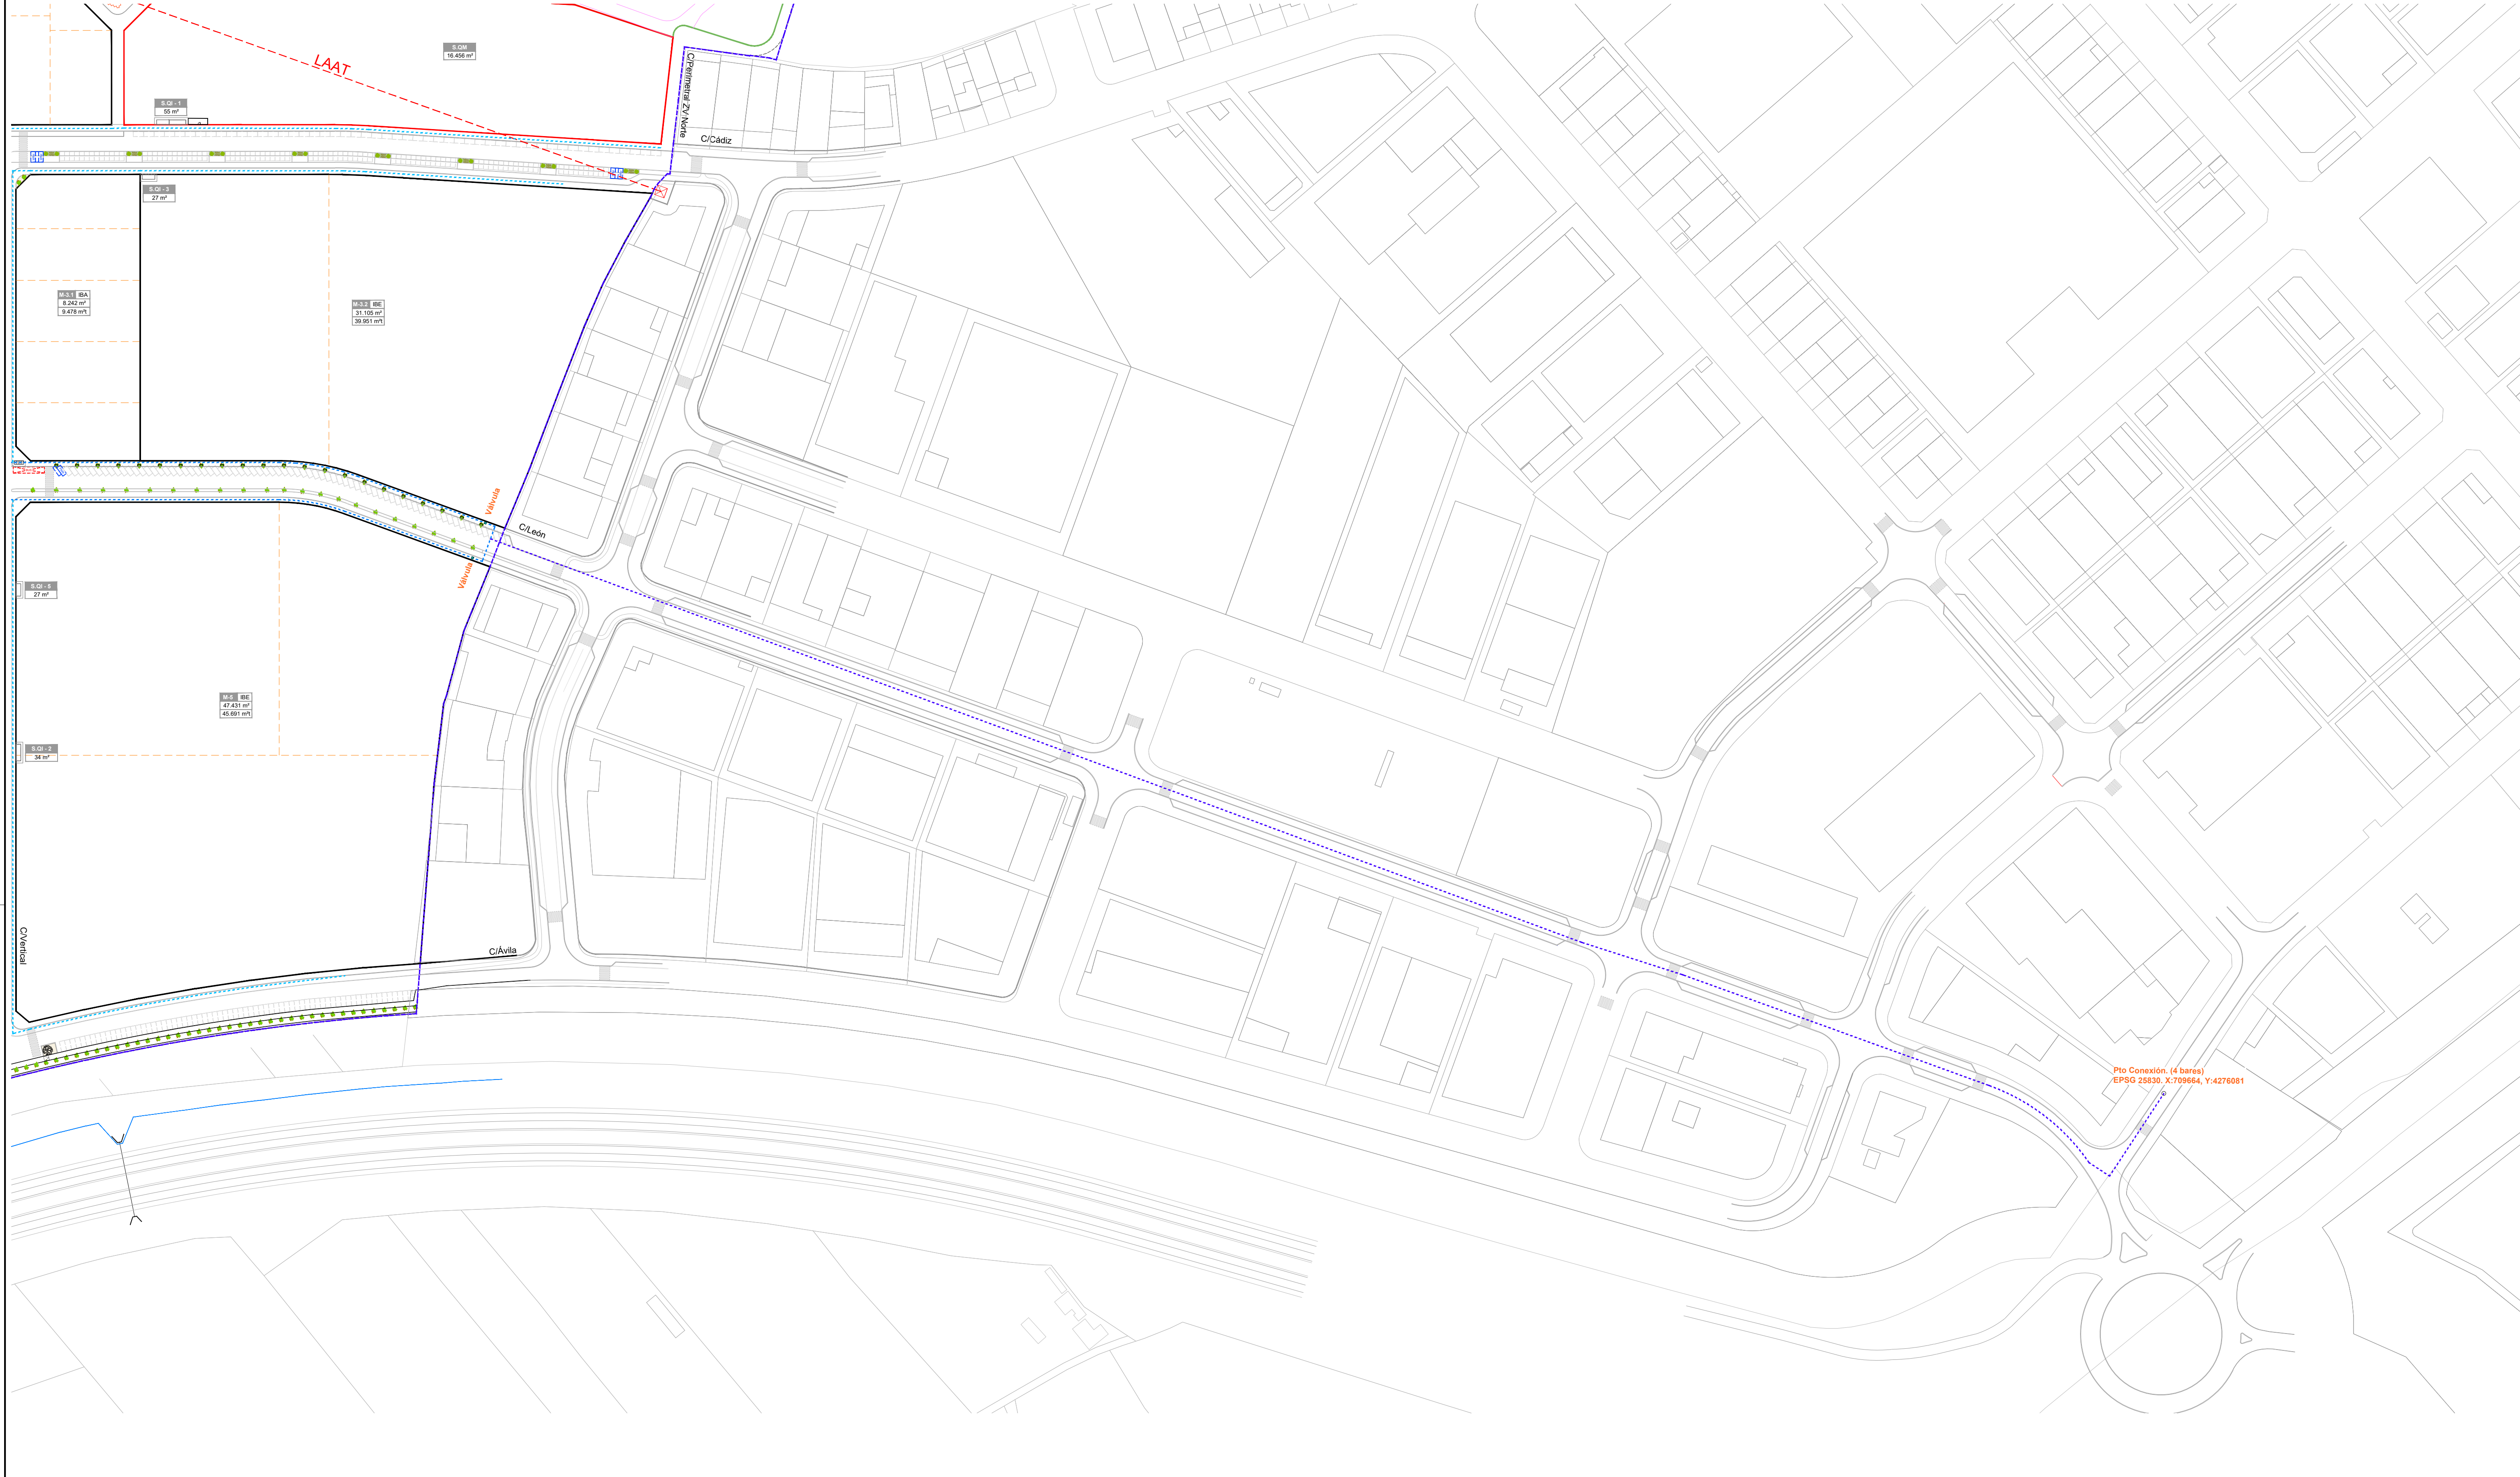 S.QM
16.456 m²
LAAT
S.QI - 1
55 m²
C/Perimetral ZV Norte
C/Cádiz
S.QI - 3
27 m²
M-3.1 IBA
8.242 m²
9.478 m²t
M-3.2 IBE
31.105 m²
39.951 m²t
Válvula
C/León
Válvula
S.QI - 5
27 m²
M-5 IBE
47.431 m²
45.691 m²t
S.QI - 2
34 m²
C/Vertical
C/Ávila
Pto Conexión. (4 bares)
EPSG 25830. X:709664, Y:4276081